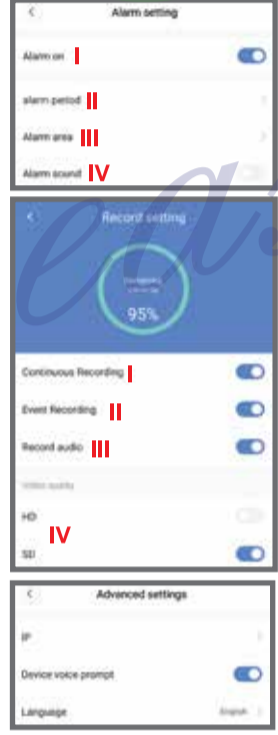 Alarm setting
Alarm on I
alarm period II
Alarm area III
Alarm sound IV
Record setting
95%
Continuous Recording I
Event Recording II
Record audio III
Video quality
HD
IV
SD
Advanced settings
IP
Device voice prompt
Language English